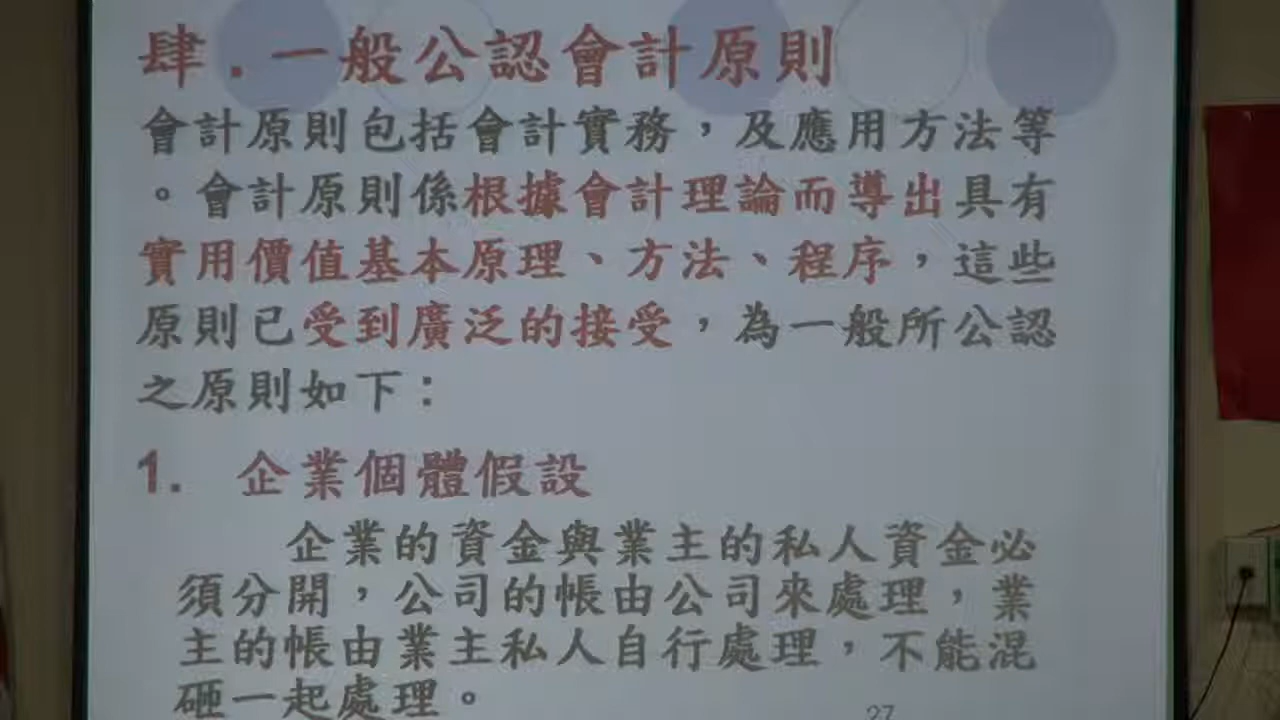 肆.一般公認會計原則
會計原則包括會計實務，及應用方法等
。會計原則係根據會計理論而導出具有
實用價值基本原理、方法、程序，這些
原則已受到廣泛的接受，為一般所公認
之原則如下：
1. 企業個體假設
企業的資金與業主的私人資金必
須分開，公司的帳由公司來處理，業
主的帳由業主私人自行處理，不能混
砸一起處理。
27